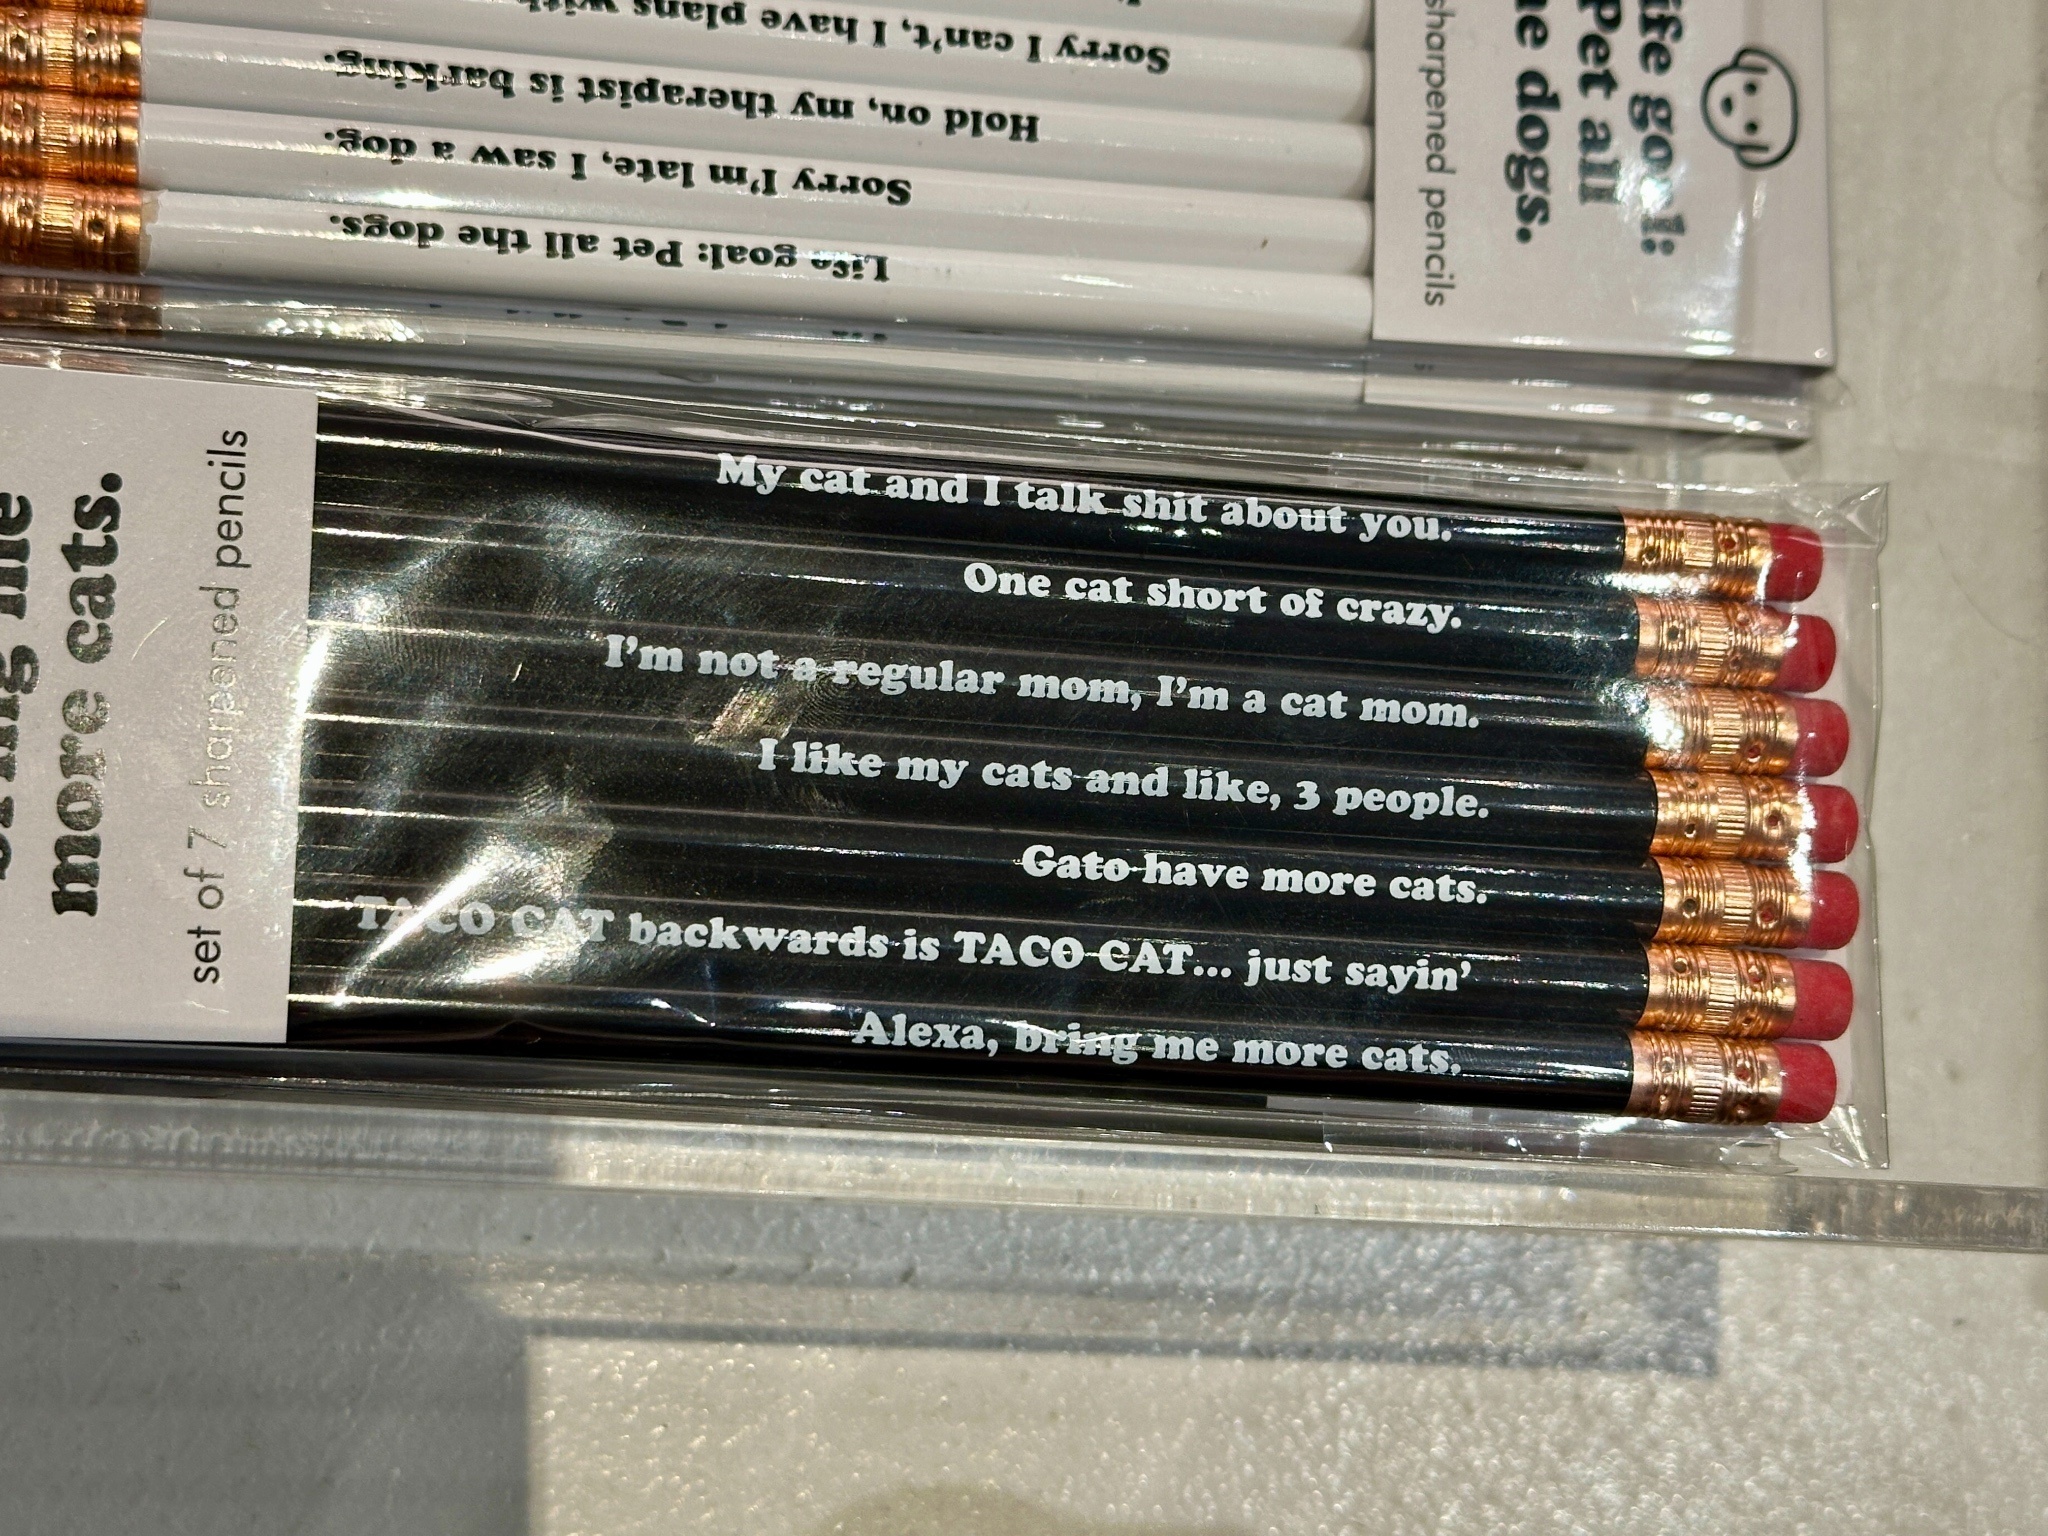 Sorry I can't, I have plans with
Hold on, my therapist is barking.
Sorry I'm late, I saw a dog.
Life goal: Pet all the dogs.
Pet all
dogs.
sharpened pencils
me
more cats.
set of 7 sharpened pencils
My cat and I talk shit about you.
One cat short of crazy.
I'm not a regular mom, I'm a cat mom.
I like my cats and like, 3 people.
Gato have more cats.
TACO CAT backwards is TACO CAT... just sayin'
Alexa, bring me more cats.